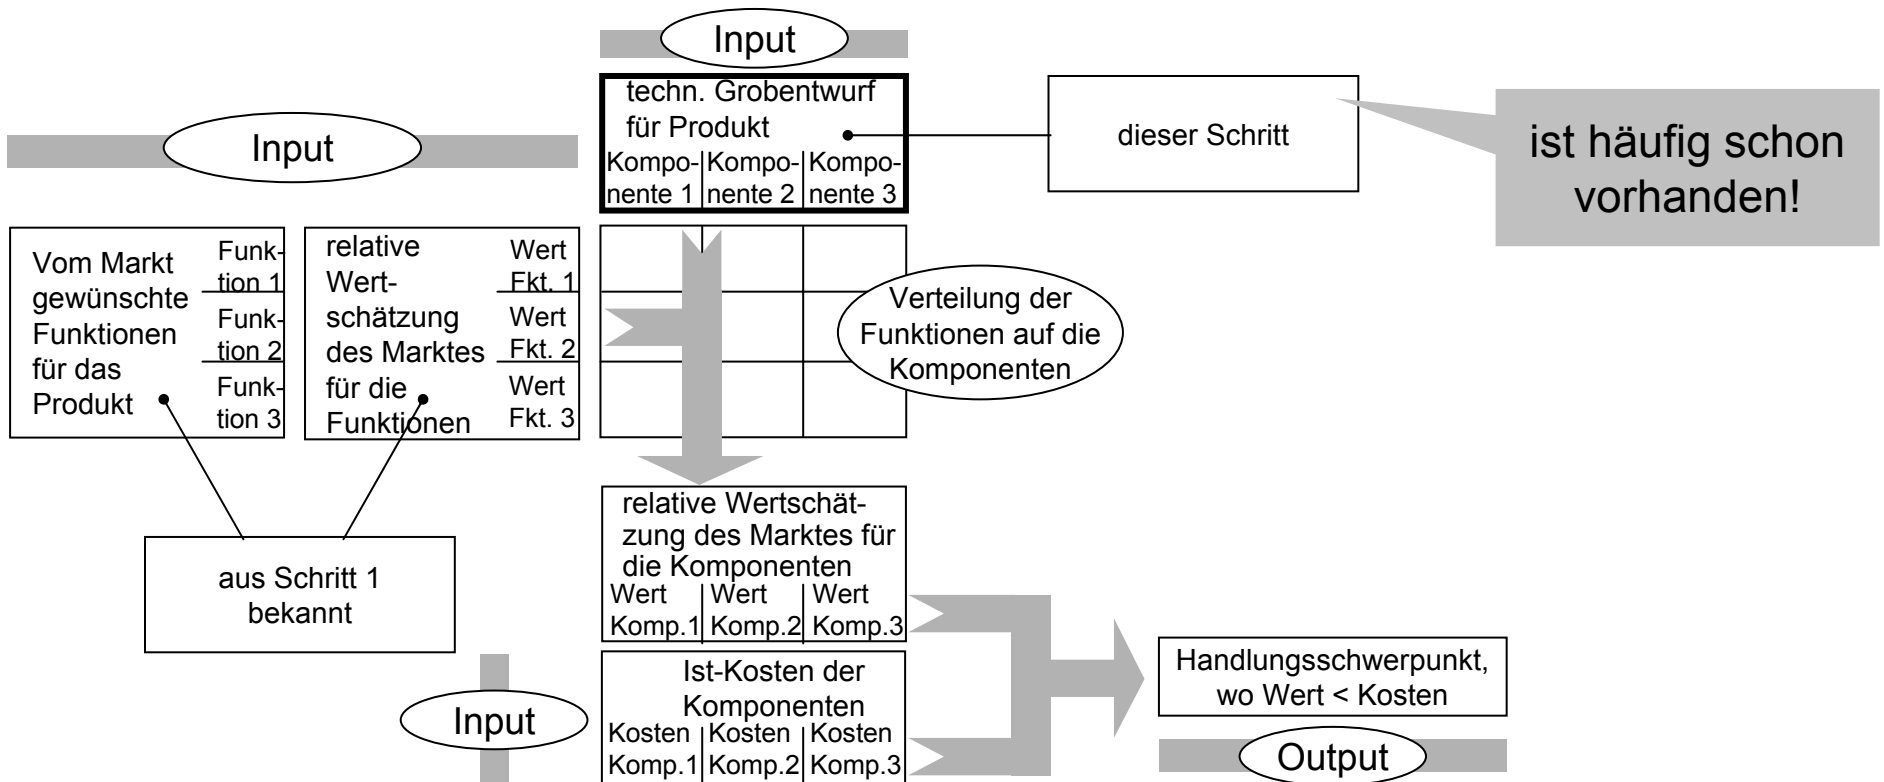 Input
techn. Grobentwurf
für Produkt
Kompo-
nente 1
Kompo-
nente 2
Kompo-
nente 3
dieser Schritt
ist häufig schon
vorhanden!
Input
Vom Markt
gewünschte
Funktionen
für das
Produkt
Funk-
tion 1
Funk-
tion 2
Funk-
tion 3
relative
Wert-
schätzung
des Marktes
für die
Funktionen
Wert
Fkt. 1
Wert
Fkt. 2
Wert
Fkt. 3
Verteilung der
Funktionen auf die
Komponenten
aus Schritt 1
bekannt
relative Wertschät-
zung des Marktes für
die Komponenten
Wert
Komp.1
Wert
Komp.2
Wert
Komp.3
Input
Ist-Kosten der
Komponenten
Kosten
Komp.1
Kosten
Komp.2
Kosten
Komp.3
Handlungsschwerpunkt,
wo Wert < Kosten
Output